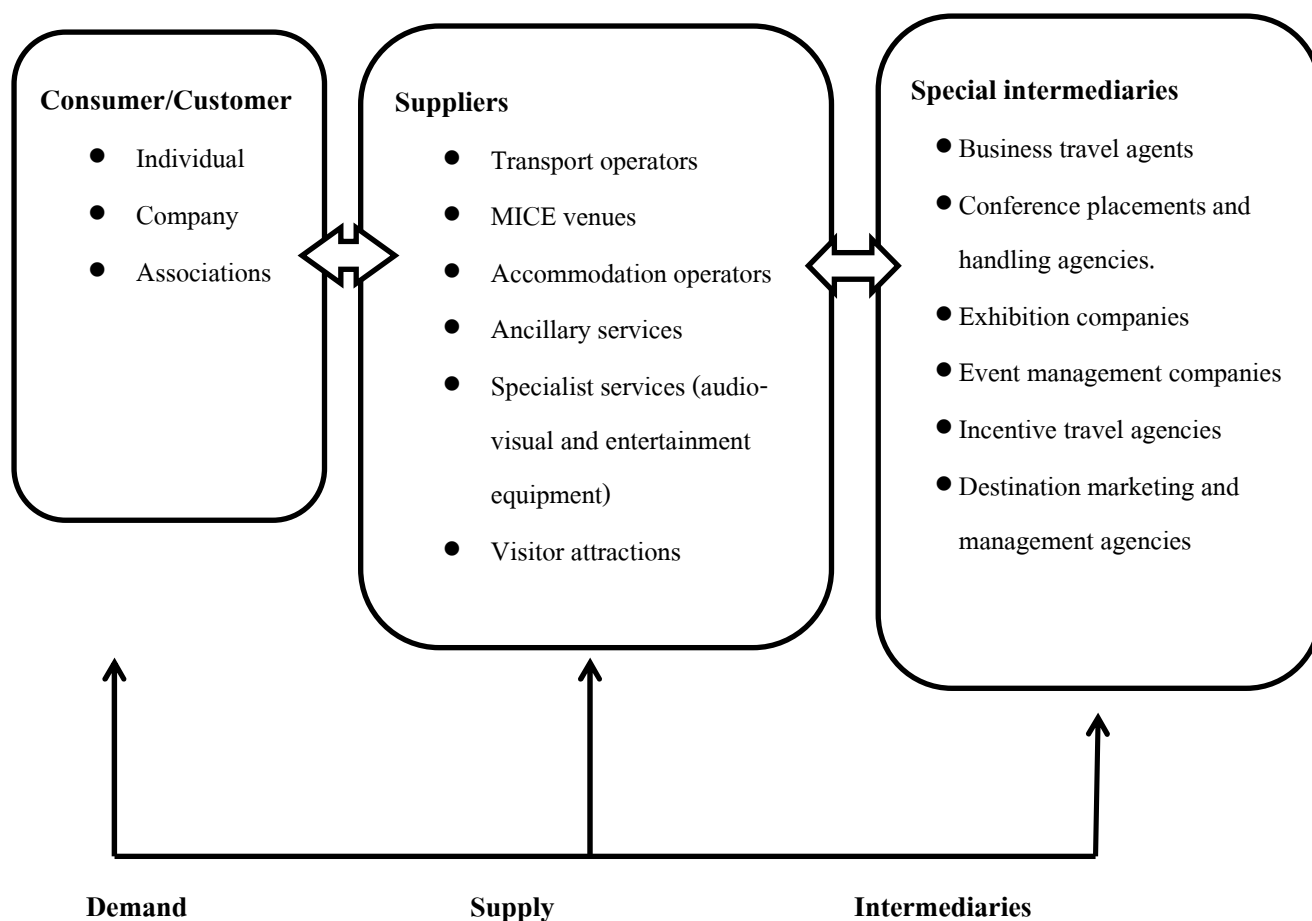 Consumer/Customer
● Individual
● Company
● Associations
Suppliers
● Transport operators
● MICE venues
● Accommodation operators
● Ancillary services
● Specialist services (audio-
visual and entertainment
equipment)
● Visitor attractions
Special intermediaries
● Business travel agents
● Conference placements and
handling agencies.
● Exhibition companies
● Event management companies
● Incentive travel agencies
● Destination marketing and
management agencies
Demand
Supply
Intermediaries